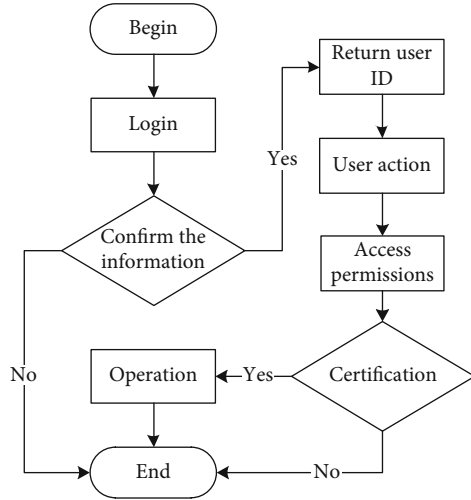 Begin
Login
Confirm the
information
Yes
Return user
ID
User action
Access
permissions
Certification
Yes
Operation
No
No
End